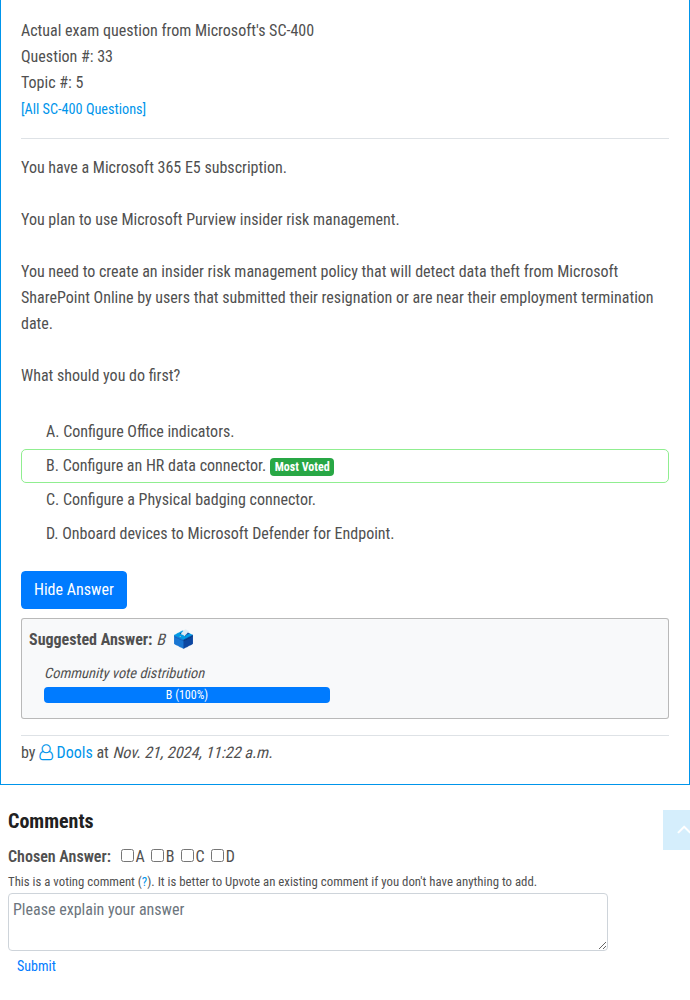 Actual exam question from Microsoft's SC-400
Question #: 33
Topic #: 5
[All SC-400 Questions]
You have a Microsoft 365 E5 subscription.
You plan to use Microsoft Purview insider risk management.
You need to create an insider risk management policy that will detect data theft from Microsoft
SharePoint Online by users that submitted their resignation or are near their employment termination
date.
What should you do first?
A. Configure Office indicators.
B. Configure an HR data connector. Most Voted
C. Configure a Physical badging connector.
D. Onboard devices to Microsoft Defender for Endpoint.
Hide Answer
Suggested Answer: B
Community vote distribution
B (100%)
by Dools at Nov. 21, 2024, 11:22 a.m.
Comments
Chosen Answer: A B C D
This is a voting comment (?). It is better to Upvote an existing comment if you don't have anything to add.
Please explain your answer
Submit